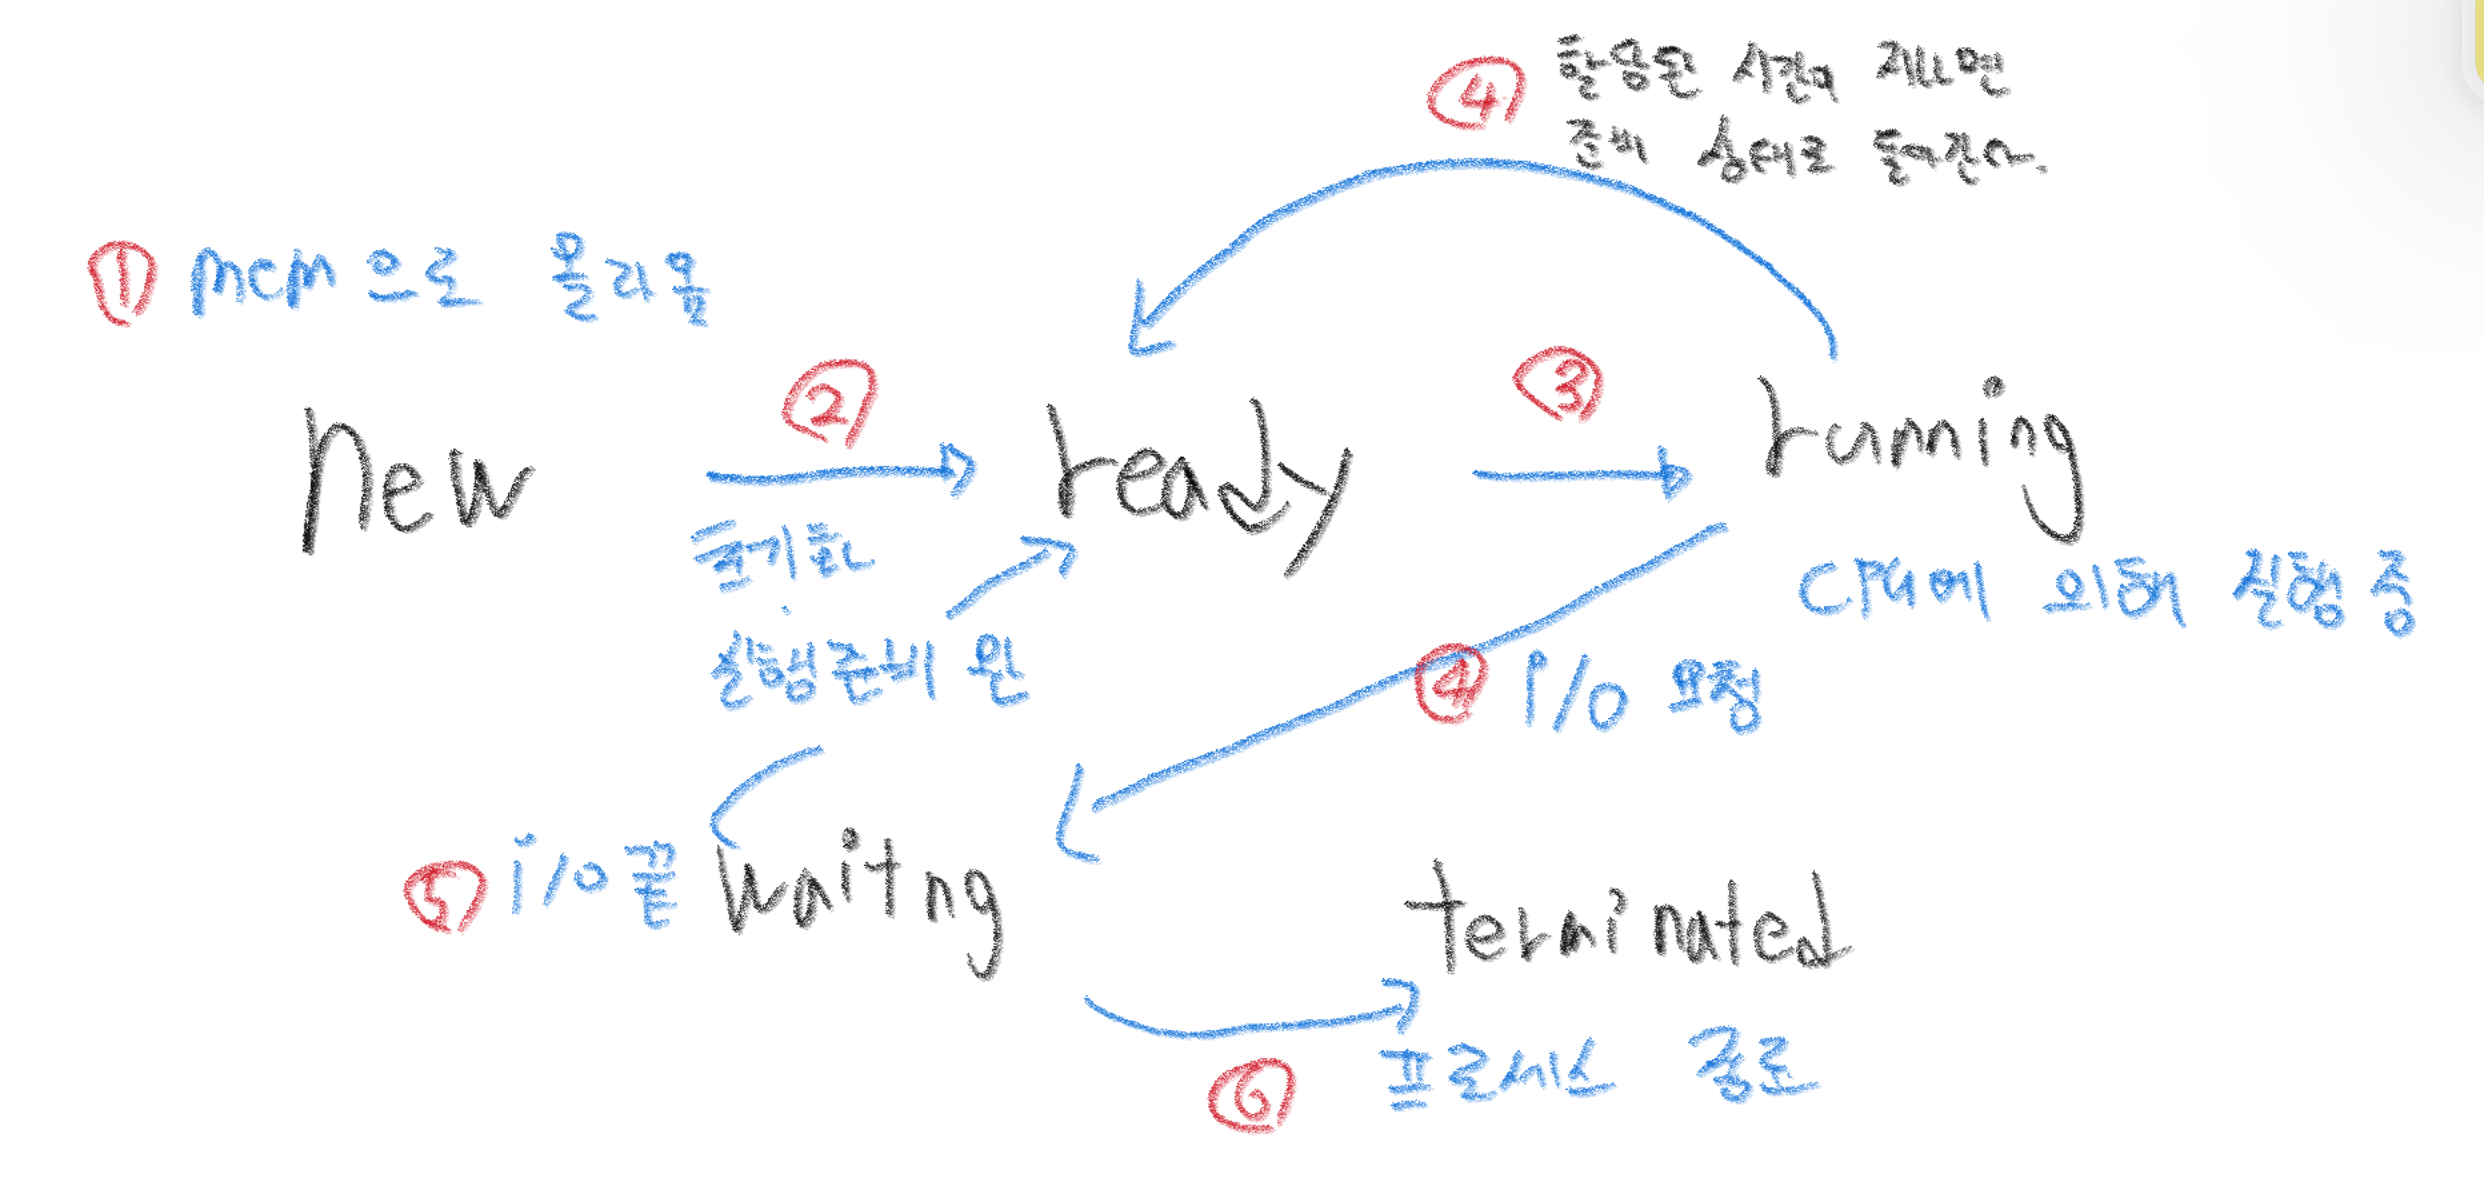 ④ 할당된 시간이 지나면
준비 상태로 돌아간다.
① mem으로 올리옴
②
③
new
ready
running
초기화
실행준비 완
CPU에 의해 실행 중
④ I/O 요청
⑤ i/o끝
waitng
terminated
⑥
프로세스 종료